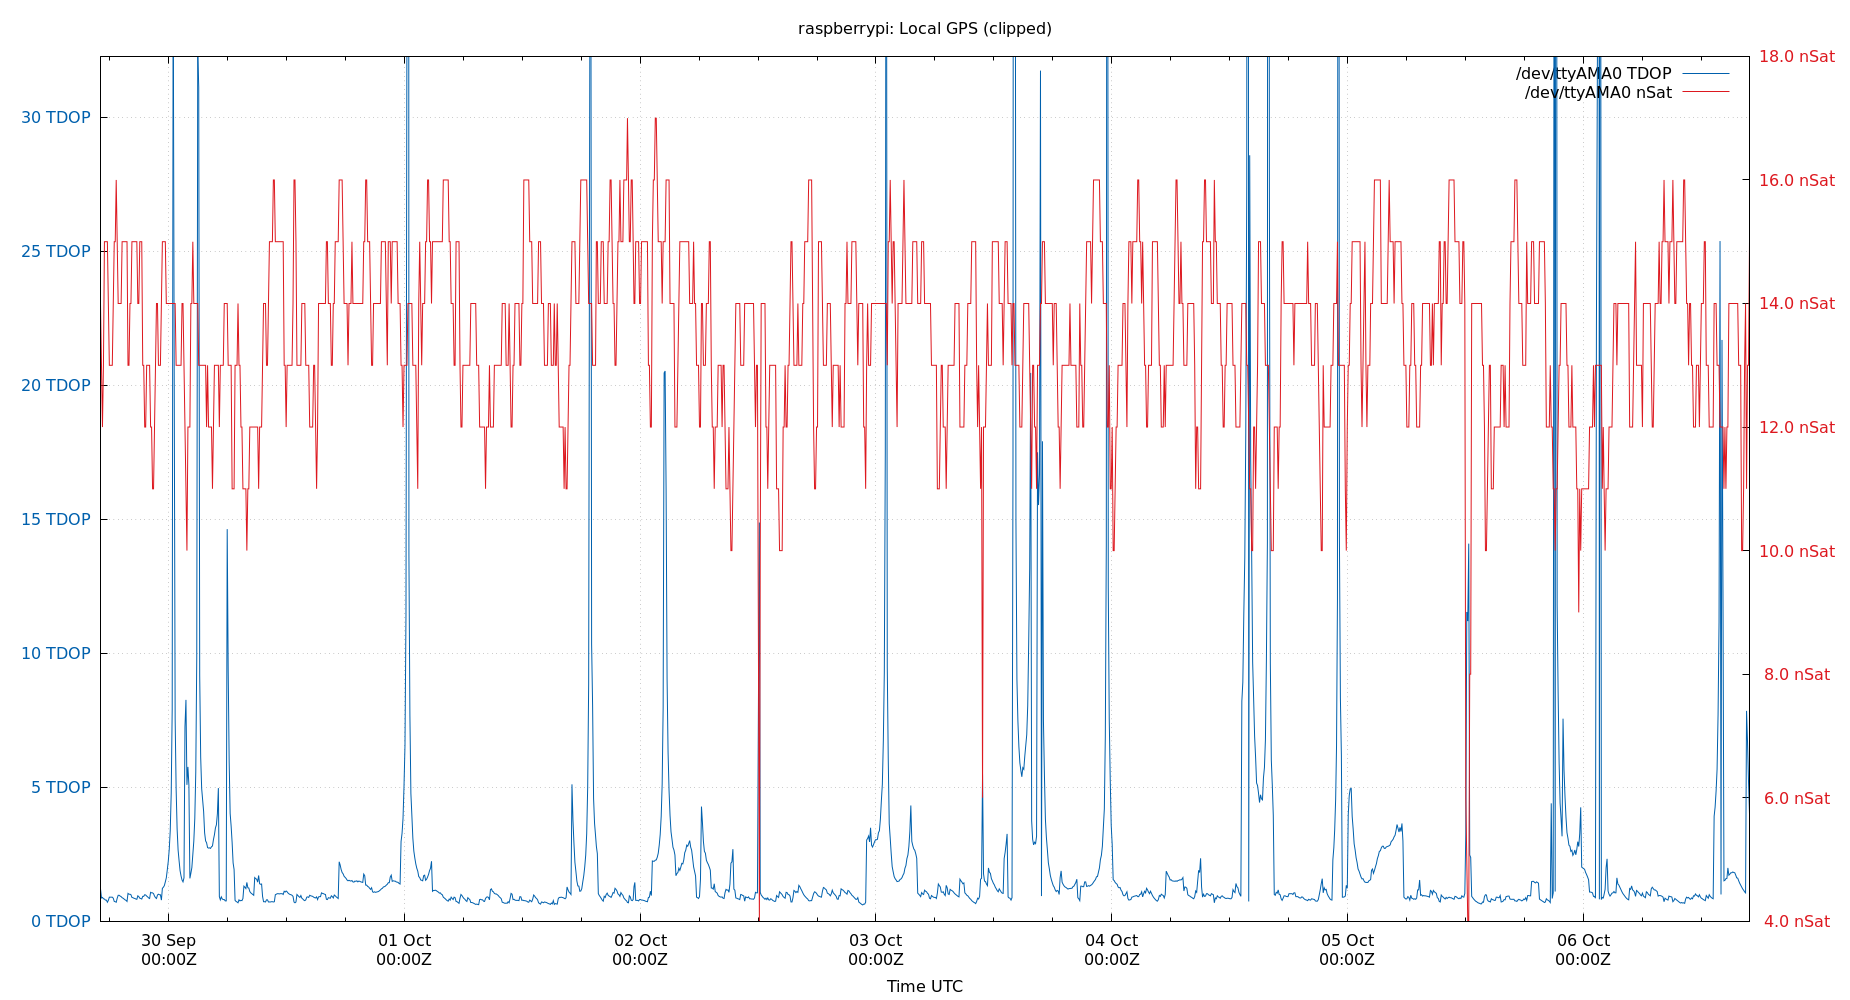 raspberrypi: Local GPS (clipped)
/dev/ttyAMA0 TDOP
/dev/ttyAMA0 nSat
30 TDOP
25 TDOP
20 TDOP
15 TDOP
10 TDOP
5 TDOP
0 TDOP
18.0 nSat
16.0 nSat
14.0 nSat
12.0 nSat
10.0 nSat
8.0 nSat
6.0 nSat
4.0 nSat
30 Sep
00:00Z
01 Oct
00:00Z
02 Oct
00:00Z
03 Oct
00:00Z
04 Oct
00:00Z
05 Oct
00:00Z
06 Oct
00:00Z
Time UTC